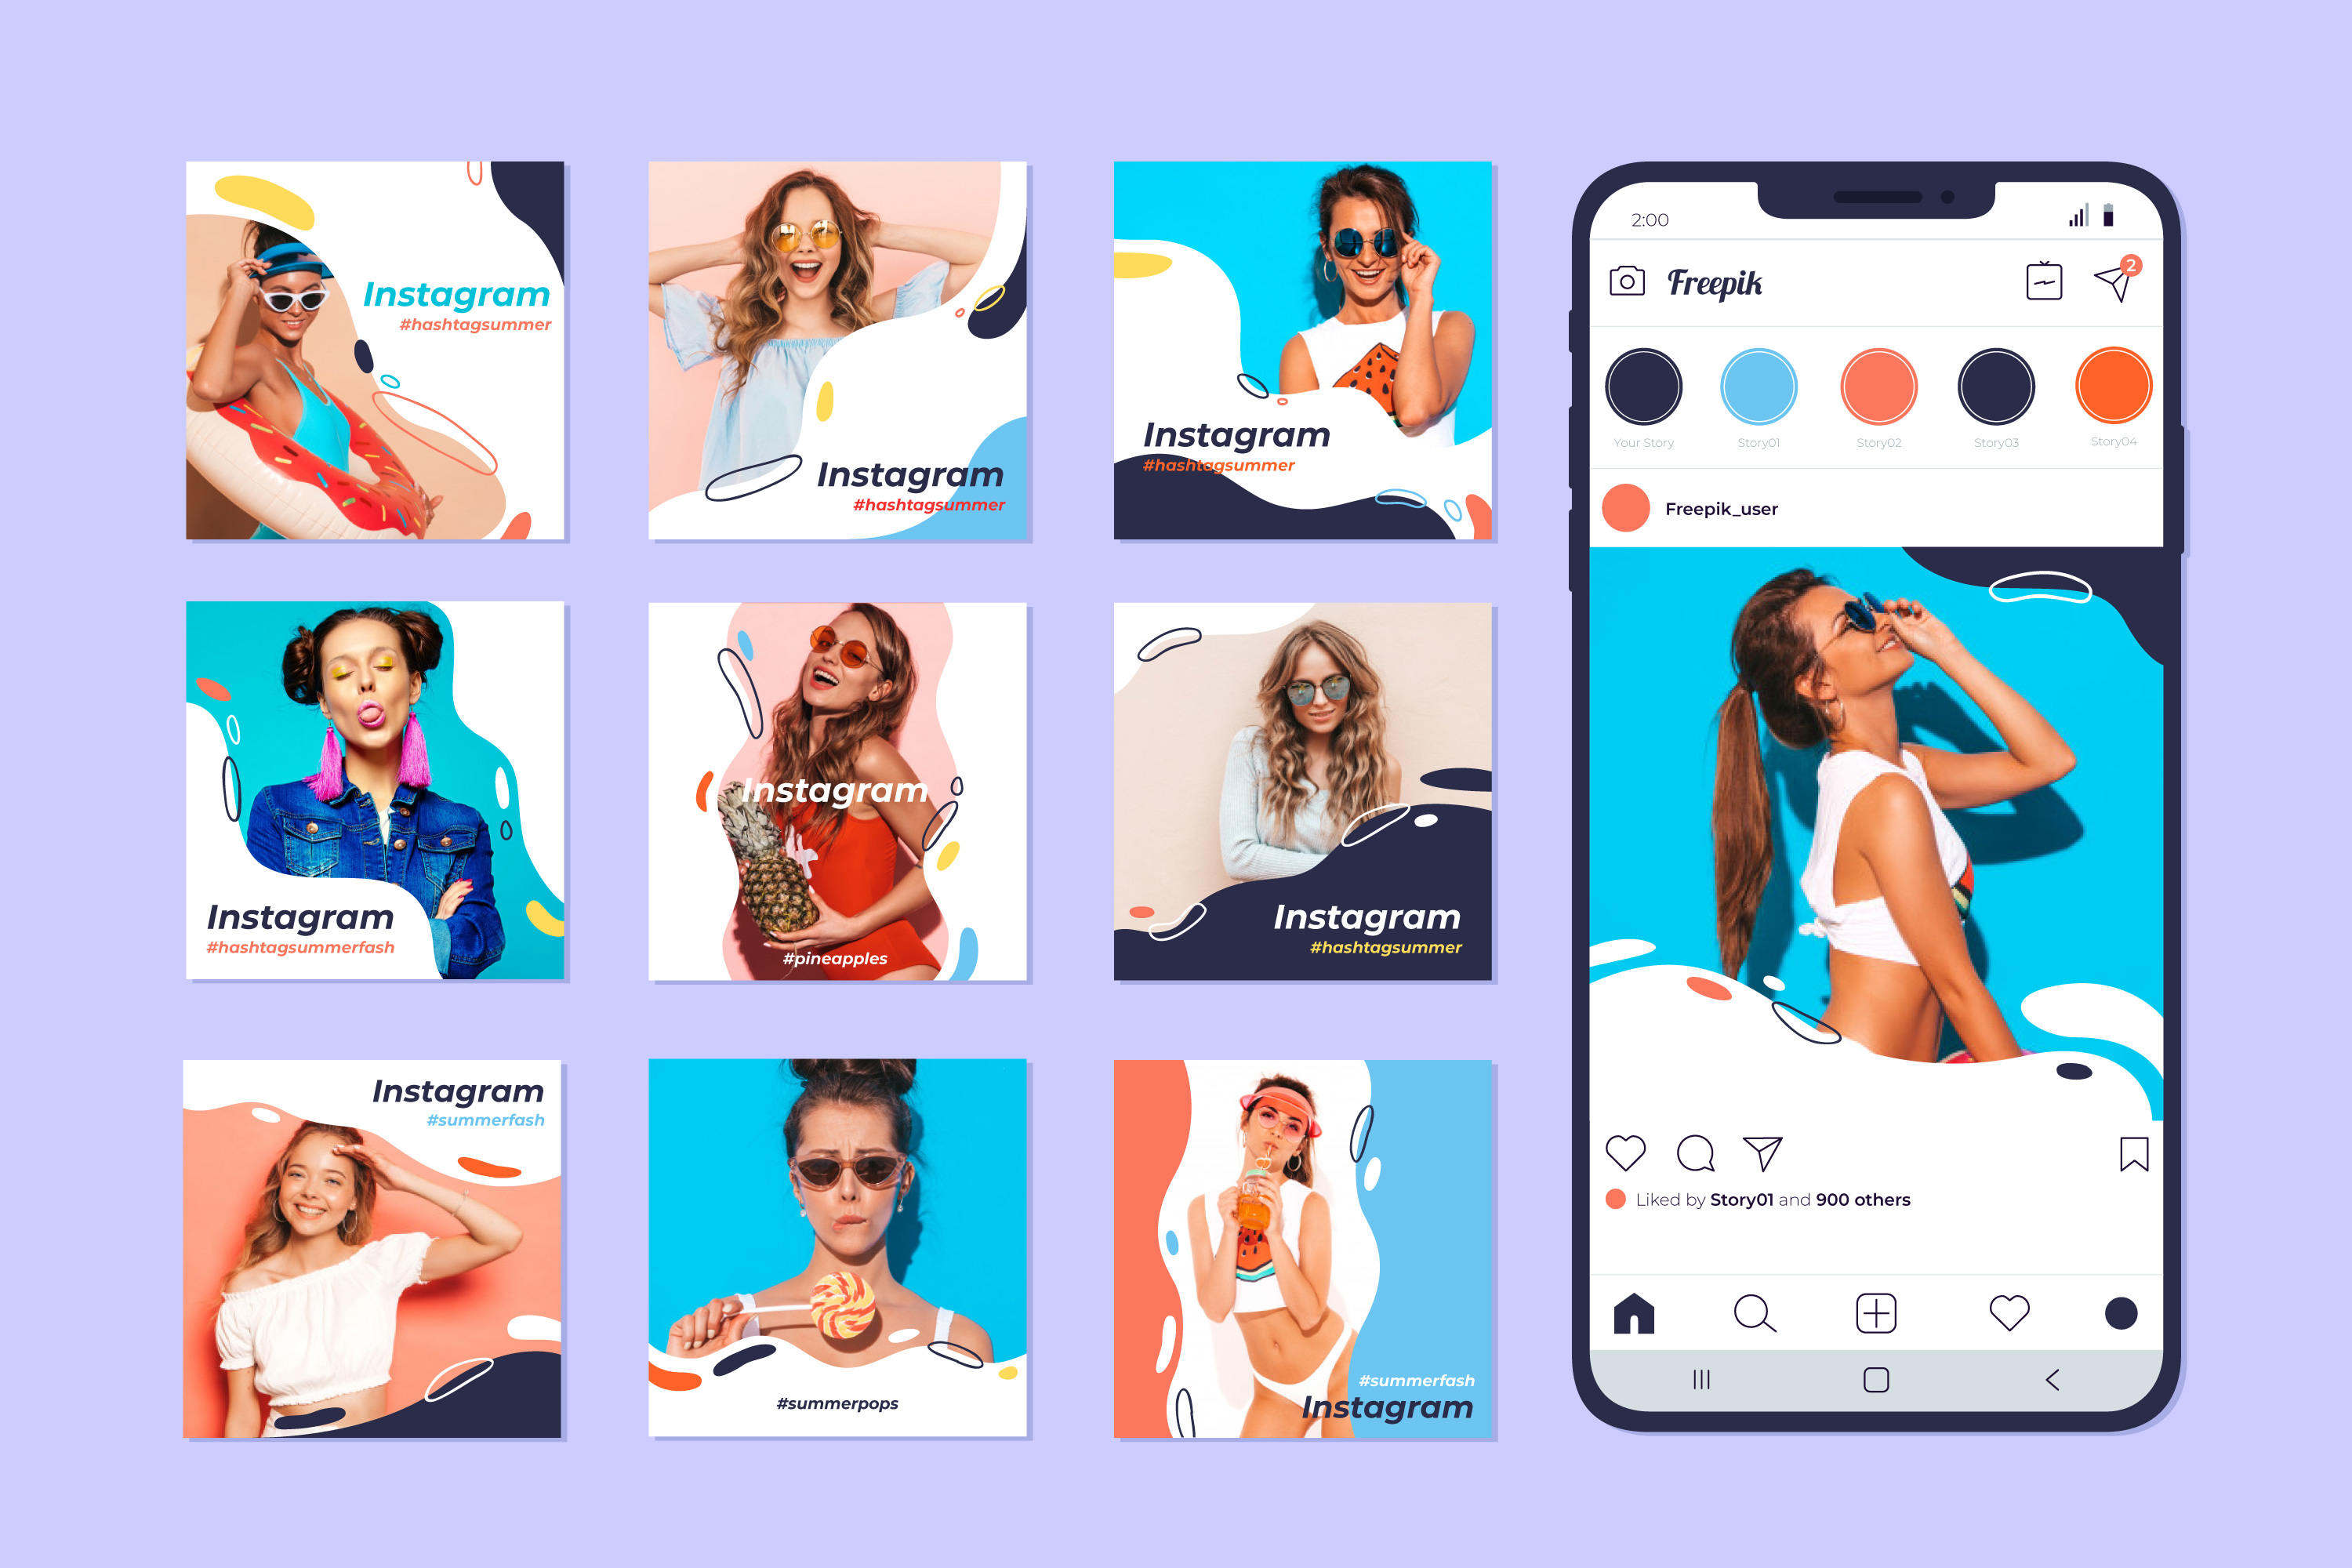 Instagram
#hashtagsummer
Instagram
#hashtagsummer
Instagram
#hashtagsummer
Instagram
#hashtagsummerfash
Instagram
#pineapples
Instagram
#hashtagsummer
Instagram
#summerfash
#summerpops
#summerfash
Instagram
2:00
Freepik
2
Your Story Story01 Story02 Story03 Story04
Freepik_user
Liked by Story01 and 900 others